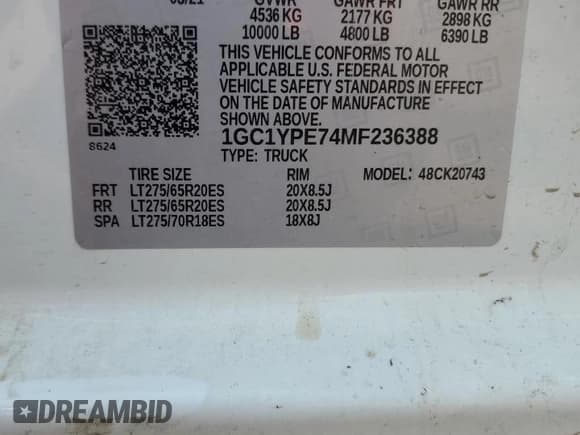 GVWR GAWR FRT GAWR RR
4536 KG 2177 KG 2898 KG
10000 LB 4800 LB 6390 LB
THIS VEHICLE CONFORMS TO ALL
APPLICABLE U.S. FEDERAL MOTOR
VEHICLE SAFETY STANDARDS IN EFFECT
ON THE DATE OF MANUFACTURE
SHOWN ABOVE.
8624
1GC1YPE74MF236388
TYPE: TRUCK
TIRE SIZE RIM MODEL: 48CK20743
FRT LT275/65R20ES 20X8.5J
RR LT275/65R20ES 20X8.5J
SPA LT275/70R18ES 18X8J
DREAMBID